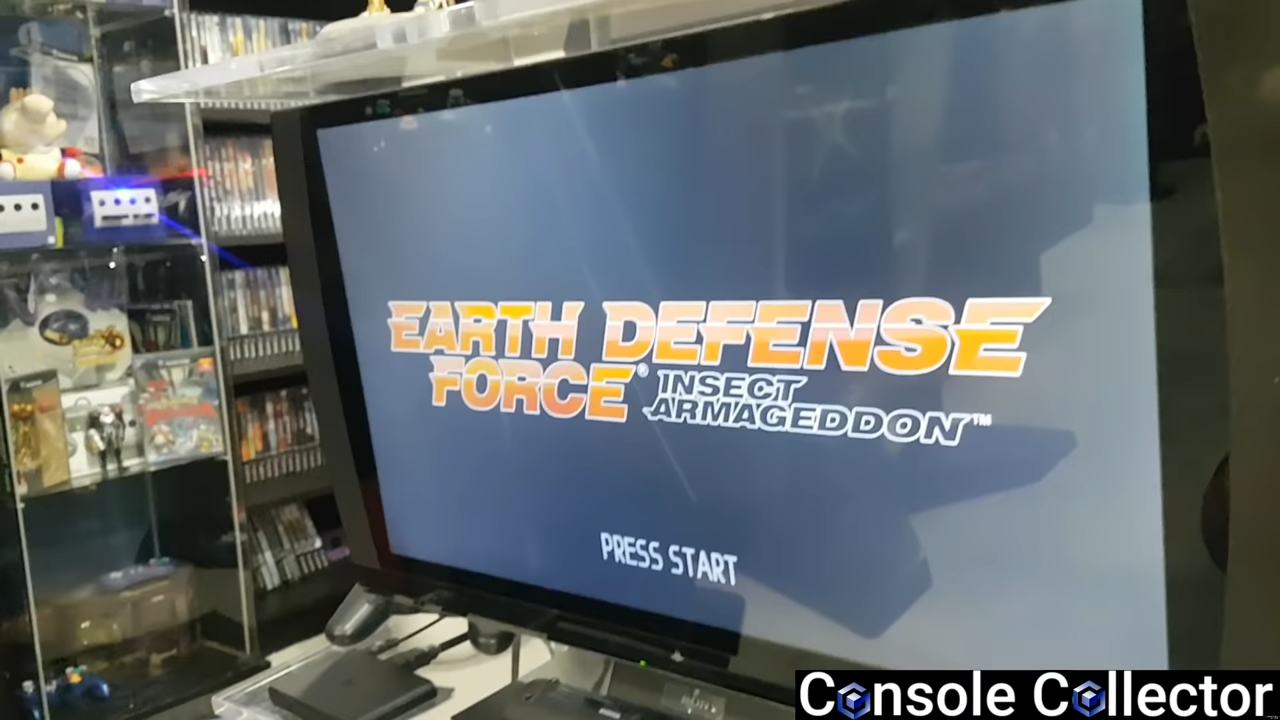 EARTH DEFENSE
FORCE® INSECT
ARMAGEDDON™
PRESS START
Console Collector